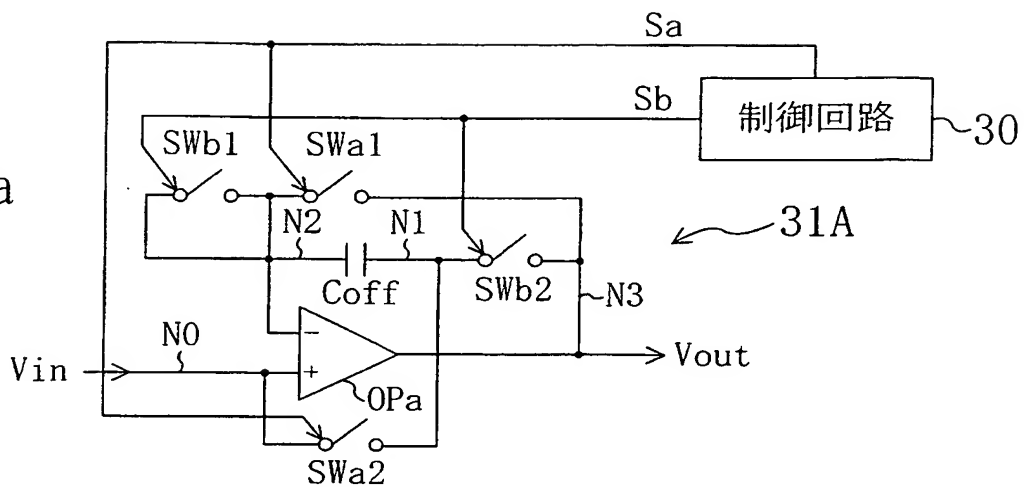 Sa
Sb
制御回路
30
SWb1
SWa1
a
31A
N2
N1
Coff
SWb2
N3
N0
Vin
−
+
Vout
OPa
SWa2